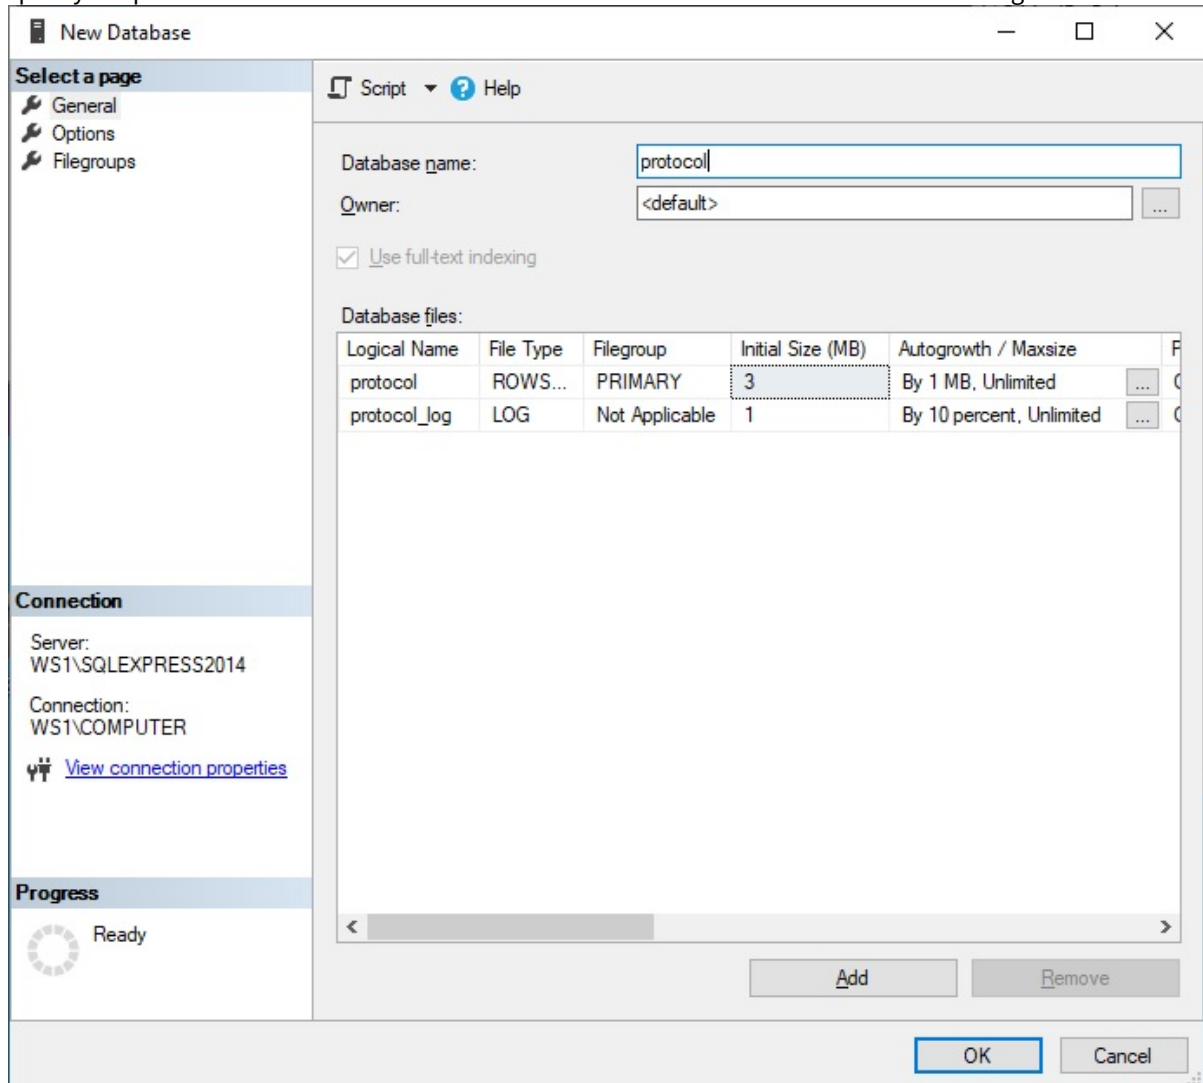 New Database
Select a page
General
Options
Filegroups
Script Help
Database name: protocol
Owner: <default> ...
Use full-text indexing
Database files:
Logical Name File Type Filegroup Initial Size (MB) Autogrowth / Maxsize P
protocol ROWS... PRIMARY 3 By 1 MB, Unlimited ...
protocol_log LOG Not Applicable 1 By 10 percent, Unlimited ...
Connection
Server:
WS1\SQLEXPRESS2014
Connection:
WS1\COMPUTER
View connection properties
Progress
Ready
Add Remove
OK Cancel